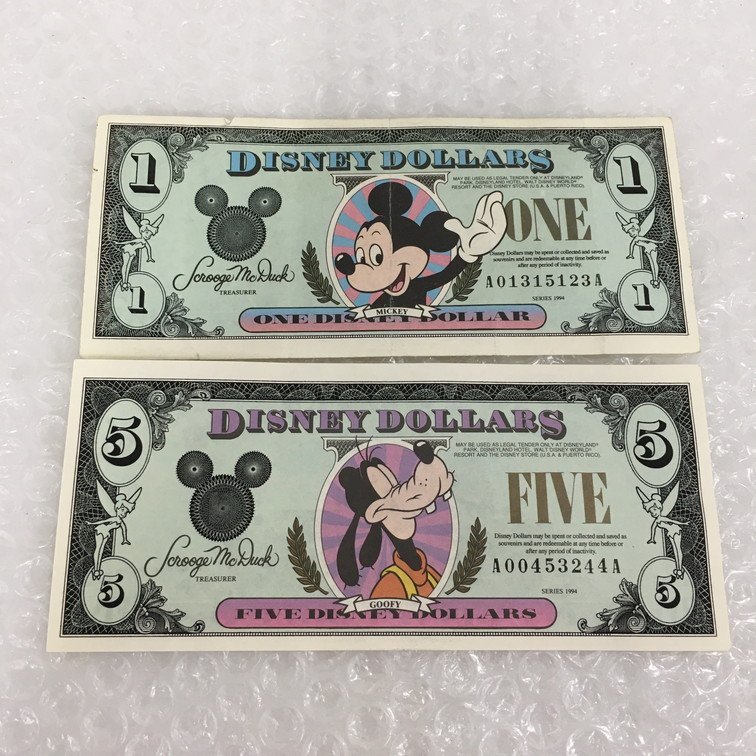 1
DISNEY DOLLARS
1
MAY BE USED AS LEGAL TENDER ONLY AT DISNEYLAND®
PARK, DISNEYLAND HOTEL, WALT DISNEY WORLD®
RESORT AND THE DISNEY STORE (U.S.A. & PUERTO RICO).
ONE
Disney Dollars may be spent or collected and saved as
souvenirs and are redeemable at any time before or
after any period of inactivity.
Scrooge McDuck
TREASURER
A01315123A
SERIES 1994
1
MICKEY
1
ONE DISNEY DOLLAR
5
DISNEY DOLLARS
5
MAY BE USED AS LEGAL TENDER ONLY AT DISNEYLAND®
PARK, DISNEYLAND HOTEL, WALT DISNEY WORLD®
RESORT AND THE DISNEY STORE (U.S.A. & PUERTO RICO).
FIVE
Disney Dollars may be spent or collected and saved as
souvenirs and are redeemable at any time before or
after any period of inactivity.
Scrooge McDuck
TREASURER
A00453244A
SERIES 1994
5
GOOFY
5
FIVE DISNEY DOLLARS